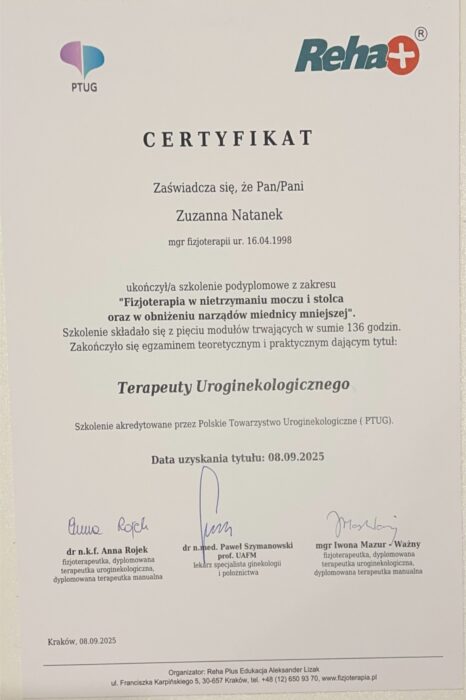 PTUG
Reha+®
CERTYFIKAT
Zaświadcza się, że Pan/Pani
Zuzanna Natanek
mgr fizjoterapii ur. 16.04.1998
ukończył/a szkolenie podyplomowe z zakresu
"Fizjoterapia w nietrzymaniu moczu i stolca
oraz w obniżeniu narządów miednicy mniejszej".
Szkolenie składało się z pięciu modułów trwających w sumie 136 godzin.
Zakończyło się egzaminem teoretycznym i praktycznym dającym tytuł:
Terapeuty Uroginekologicznego
Szkolenie akredytowane przez Polskie Towarzystwo Uroginekologiczne ( PTUG).
Data uzyskania tytułu: 08.09.2025
Anna Rojek
dr n.k.f. Anna Rojek
fizjoterapeutka, dyplomowana
terapeutka uroginekologiczna,
dyplomowana terapeutka manualna
dr n.med. Paweł Szymanowski
prof. UAFM
lekarz specjalista ginekologii
i położnictwa
mgr Iwona Mazur - Ważny
fizjoterapeutka, dyplomowana
terapeutka uroginekologiczna,
dyplomowana terapeutka manualna
Kraków, 08.09.2025
Organizator: Reha Plus Edukacja Aleksander Lizak
ul. Franciszka Karpińskiego 5, 30-657 Kraków, tel. +48 (12) 650 93 70, www.fizjoterapia.pl